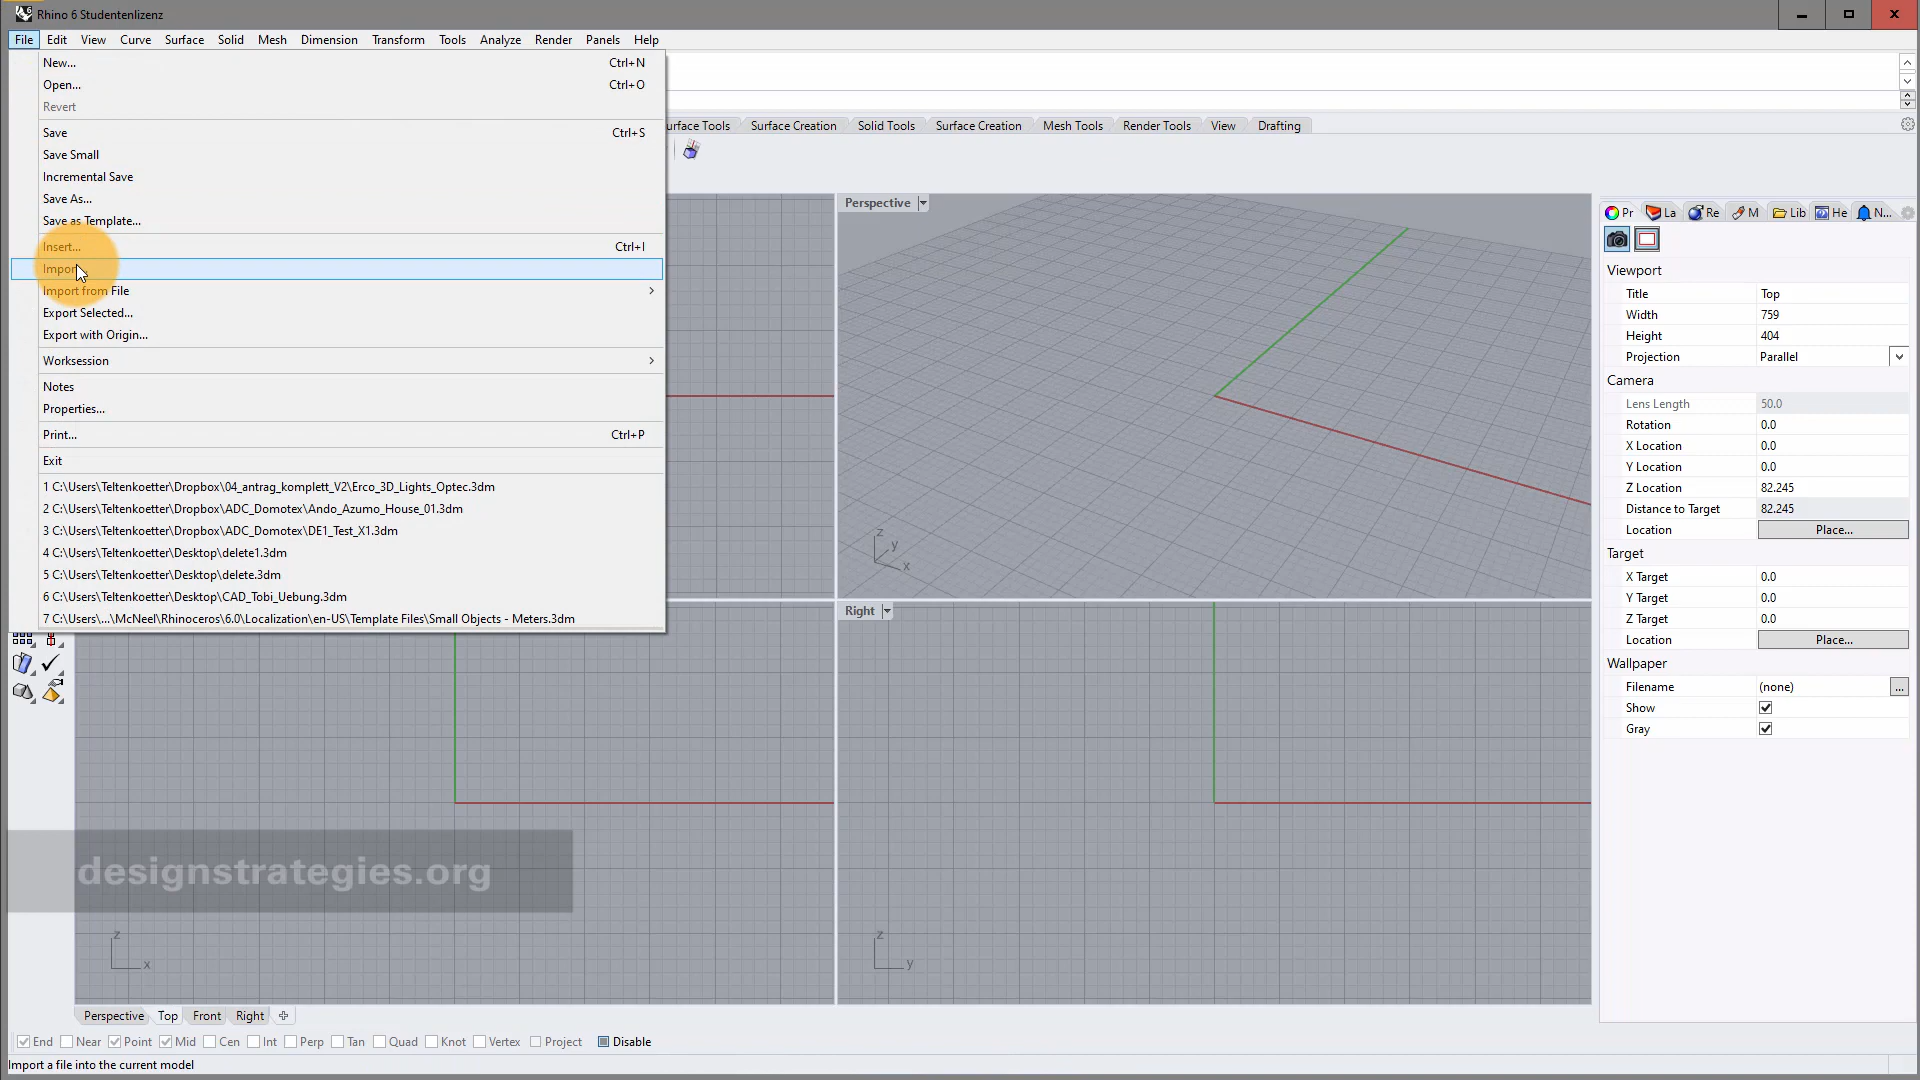 Rhino 6 Studentenlizenz
File Edit View Curve Surface Solid Mesh Dimension Transform Tools Analyze Render Panels Help
New... Ctrl+N
Open... Ctrl+O
Revert
Save Ctrl+S
Save Small
Incremental Save
Save As...
Save as Template...
Insert... Ctrl+I
Impor
Import from File
Export Selected...
Export with Origin...
Worksession
Notes
Properties...
Print... Ctrl+P
Exit
1 C:\Users\Teltenkoetter\Dropbox\04_antrag_komplett_V2\Erco_3D_Lights_Optec.3dm
2 C:\Users\Teltenkoetter\Dropbox\ADC_Domotex\Ando_Azumo_House_01.3dm
3 C:\Users\Teltenkoetter\Dropbox\ADC_Domotex\DE1_Test_X1.3dm
4 C:\Users\Teltenkoetter\Desktop\delete1.3dm
5 C:\Users\Teltenkoetter\Desktop\delete.3dm
6 C:\Users\Teltenkoetter\Desktop\CAD_Tobi_Uebung.3dm
7 C:\Users\...\McNeel\Rhinoceros\6.0\Localization\en-US\Template Files\Small Objects - Meters.3dm
urface Tools Surface Creation Solid Tools Surface Creation Mesh Tools Render Tools View Drafting
Perspective
z
y
x
Right
z
x
z
y
designstrategies.org
Pr La Re M Lib He N...
Viewport
Title Top
Width 759
Height 404
Projection Parallel
Camera
Lens Length 50.0
Rotation 0.0
X Location 0.0
Y Location 0.0
Z Location 82.245
Distance to Target 82.245
Location Place...
Target
X Target 0.0
Y Target 0.0
Z Target 0.0
Location Place...
Wallpaper
Filename (none) ...
Show
Gray
Perspective Top Front Right
End Near Point Mid Cen Int Perp Tan Quad Knot Vertex Project Disable
Import a file into the current model